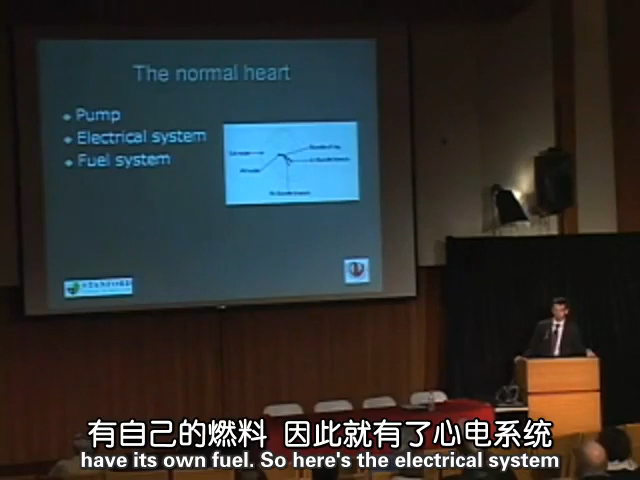 The normal heart
Pump
Electrical system
Fuel system
STANFORD
有自己的燃料 因此就有了心电系统
have its own fuel. So here's the electrical system